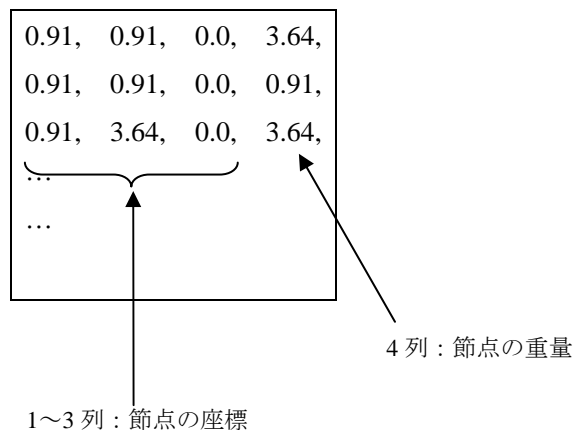 0.91, 0.91, 0.0, 3.64,
0.91, 0.91, 0.0, 0.91,
0.91, 3.64, 0.0, 3.64,
…
…
4 列：節点の重量
1～3 列：節点の座標